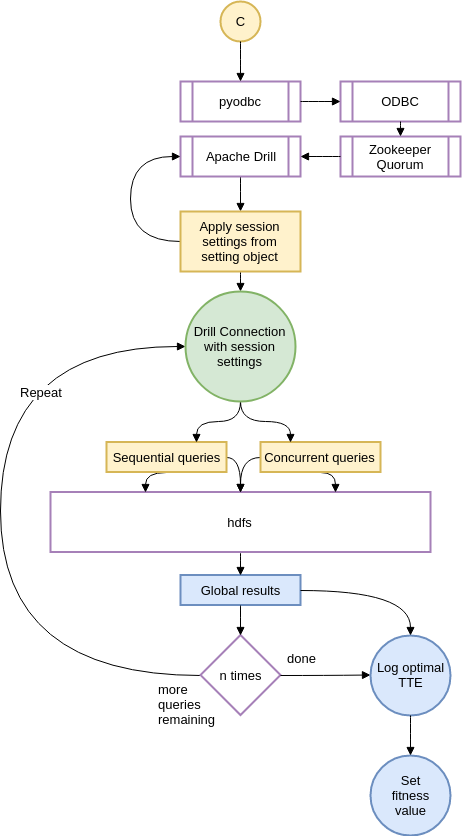 C
pyodbc
ODBC
Apache Drill
Zookeeper
Quorum
Apply session
settings from
setting object
Drill Connection
with session
settings
Repeat
Sequential queries
Concurrent queries
hdfs
Global results
n times
done
more
queries
remaining
Log optimal
TTE
Set
fitness
value